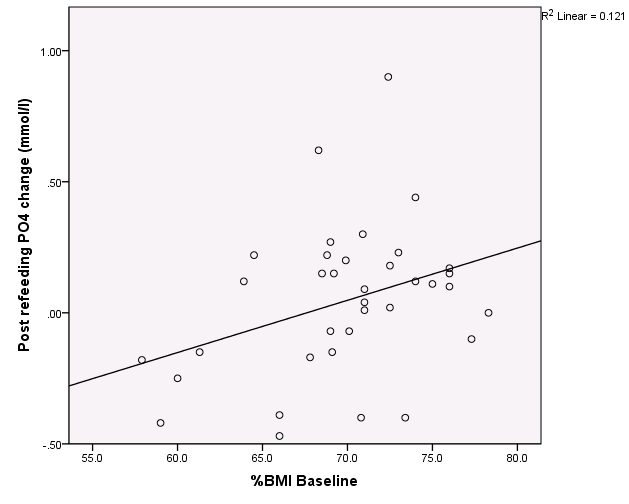 R2 Linear = 0.121
Post refeeding PO4 change (mmol/l)
1.00
.50
.00
-.50
55.0 60.0 65.0 70.0 75.0 80.0
%BMI Baseline